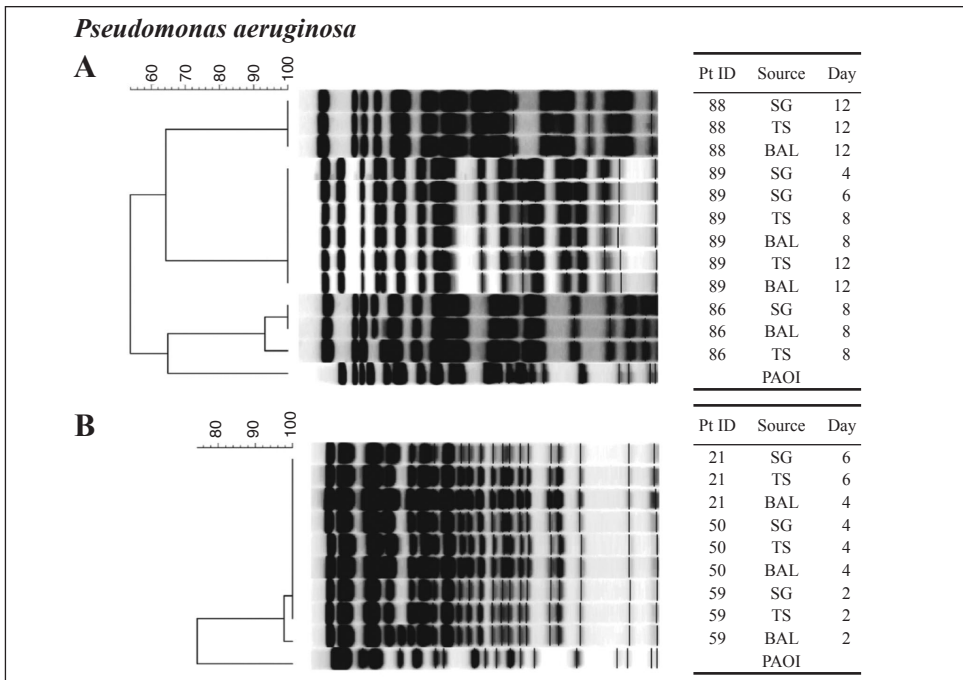 Pseudomonas aeruginosa
A
60 70 80 90 100
Pt ID Source Day
88 SG 12
88 TS 12
88 BAL 12
89 SG 4
89 SG 6
89 TS 8
89 BAL 8
89 TS 12
89 BAL 12
86 SG 8
86 BAL 8
86 TS 8
PAOI
B
80 90 100
Pt ID Source Day
21 SG 6
21 TS 6
21 BAL 4
50 SG 4
50 TS 4
50 BAL 4
59 SG 2
59 TS 2
59 BAL 2
PAOI